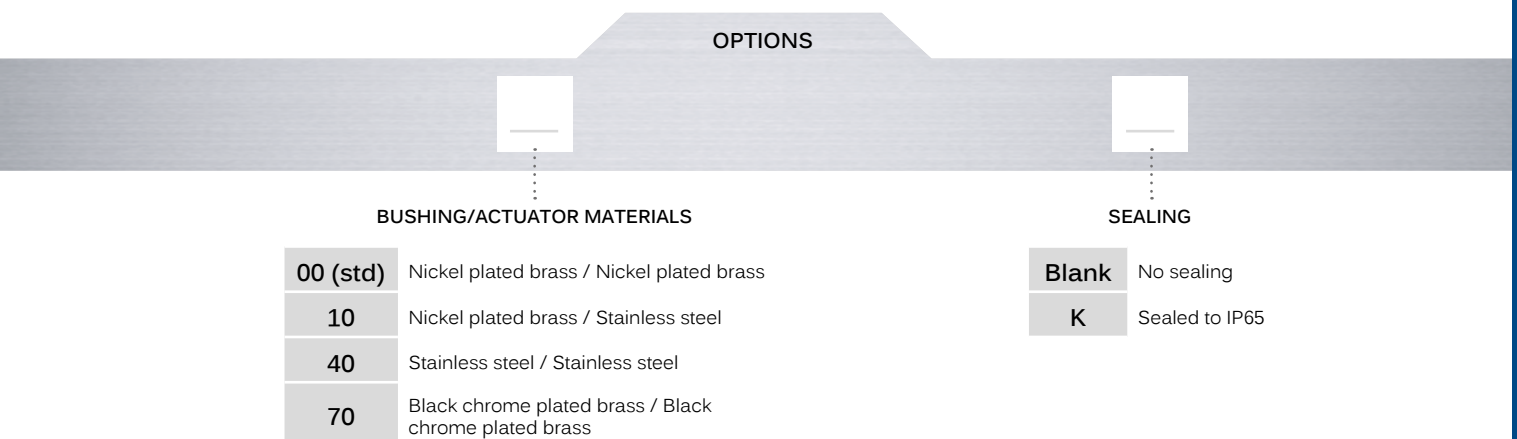 OPTIONS
BUSHING/ACTUATOR MATERIALS
00 (std) Nickel plated brass / Nickel plated brass
10 Nickel plated brass / Stainless steel
40 Stainless steel / Stainless steel
70 Black chrome plated brass / Black
chrome plated brass
SEALING
Blank No sealing
K Sealed to IP65